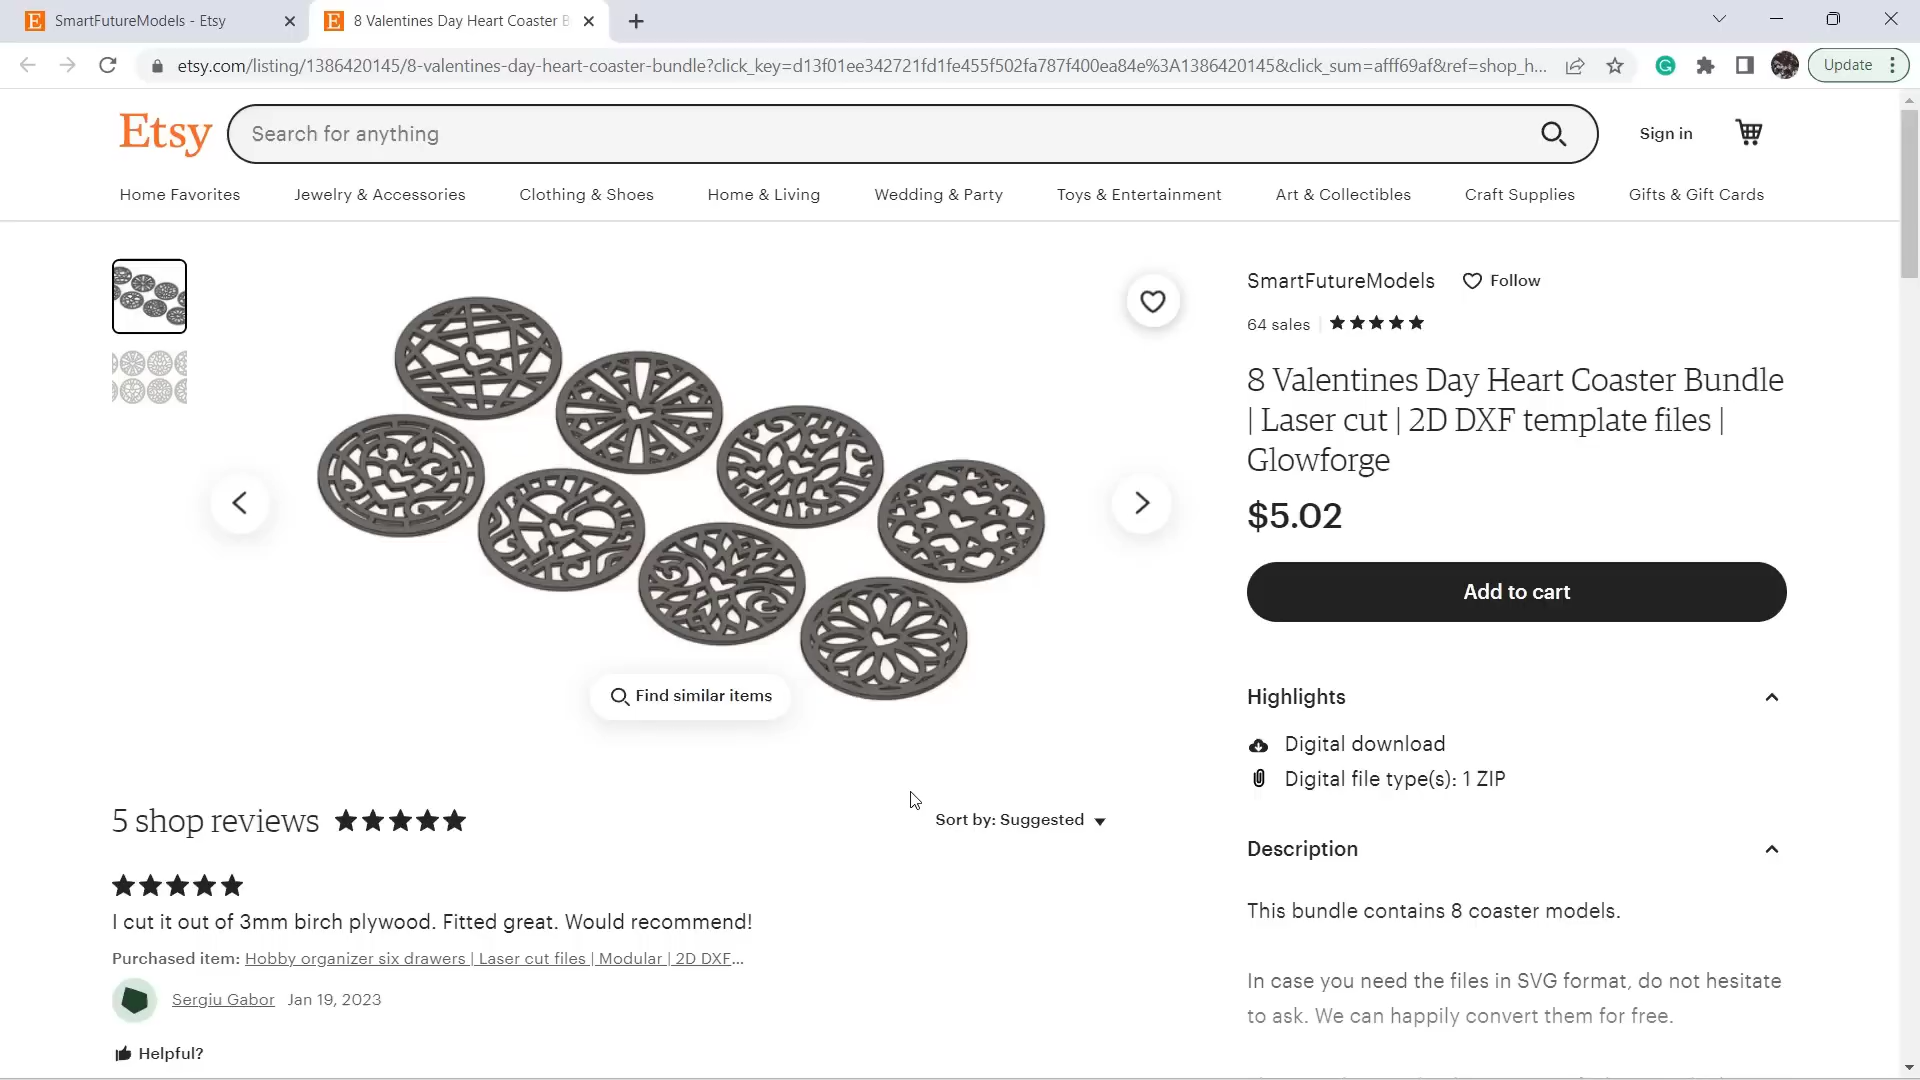 SmartFutureModels - Etsy
8 Valentines Day Heart Coaster B
etsy.com/listing/1386420145/8-valentines-day-heart-coaster-bundle?click_key=d13f01ee342721fd1fe455f502fa787f400ea84e%3A1386420145&click_sum=afff69af&ref=shop_h...
Update
Etsy
Search for anything
Sign in
Home Favorites
Jewelry & Accessories
Clothing & Shoes
Home & Living
Wedding & Party
Toys & Entertainment
Art & Collectibles
Craft Supplies
Gifts & Gift Cards
SmartFutureModels
Follow
64 sales
8 Valentines Day Heart Coaster Bundle
| Laser cut | 2D DXF template files |
Glowforge
$5.02
Add to cart
Find similar items
Highlights
Digital download
Digital file type(s): 1 ZIP
5 shop reviews
Sort by: Suggested
Description
I cut it out of 3mm birch plywood. Fitted great. Would recommend!
Purchased item: Hobby organizer six drawers | Laser cut files | Modular | 2D DXF...
Sergiu Gabor Jan 19, 2023
Helpful?
This bundle contains 8 coaster models.
In case you need the files in SVG format, do not hesitate
to ask. We can happily convert them for free.